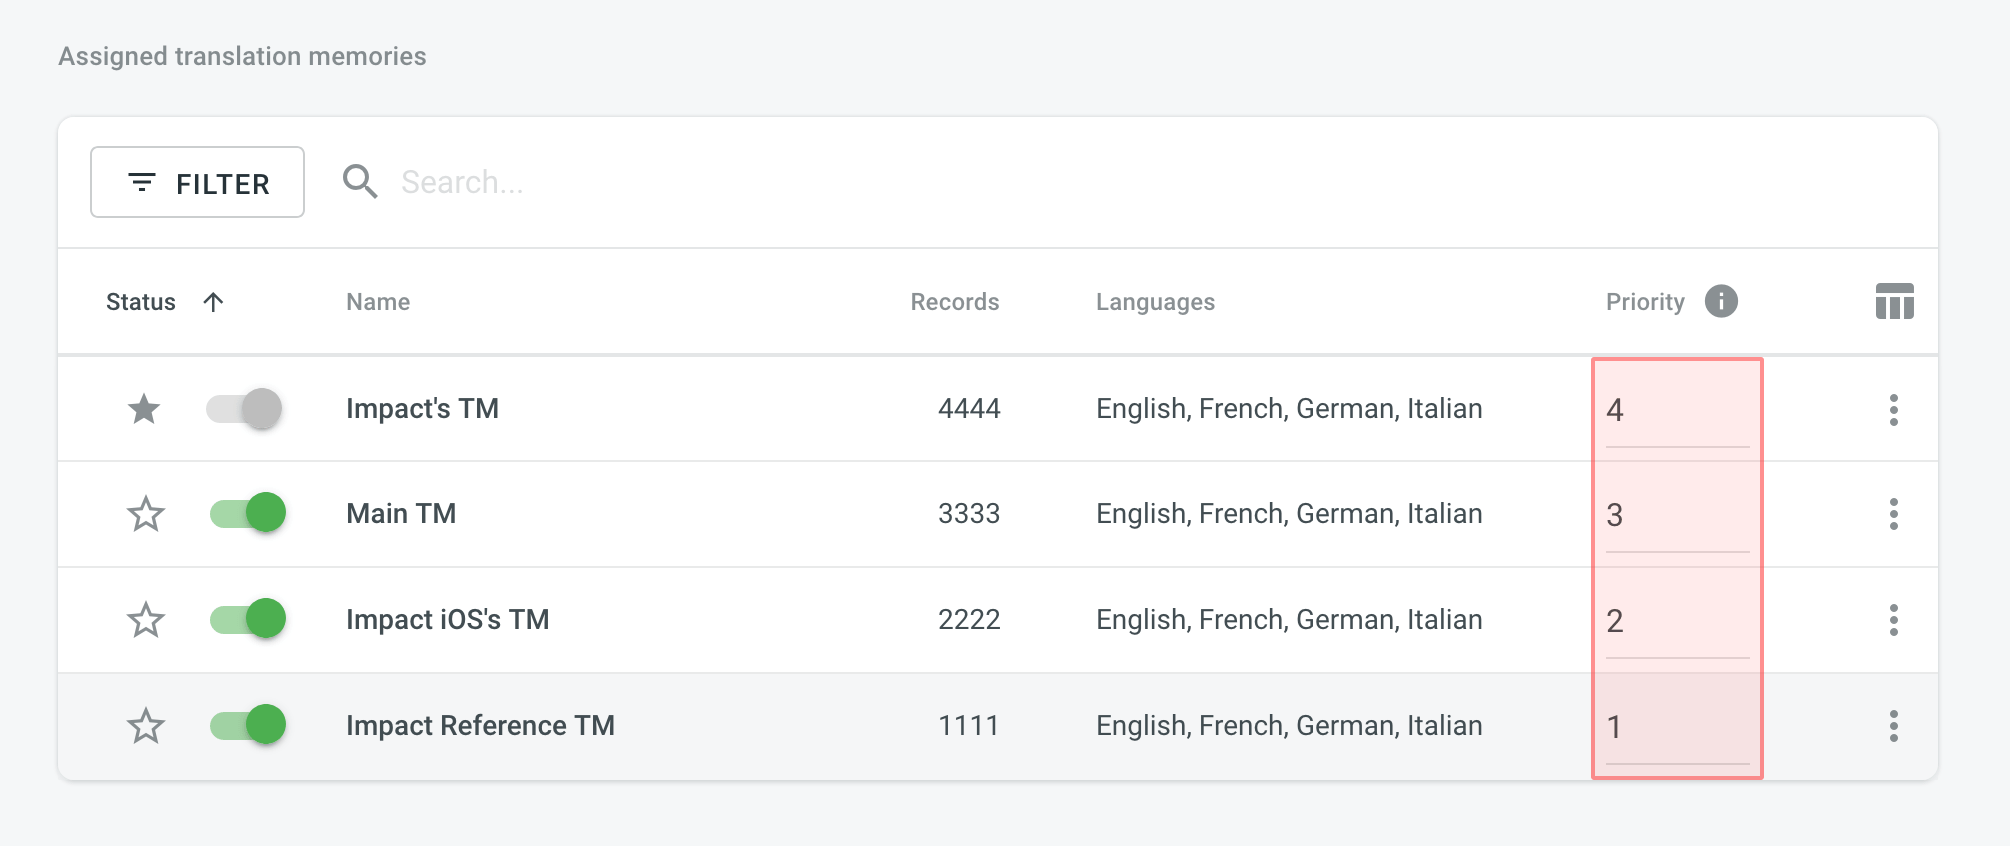 Assigned translation memories
FILTER Search...
Status Name Records Languages Priority
Impact's TM 4444 English, French, German, Italian 4
Main TM 3333 English, French, German, Italian 3
Impact iOS's TM 2222 English, French, German, Italian 2
Impact Reference TM 1111 English, French, German, Italian 1